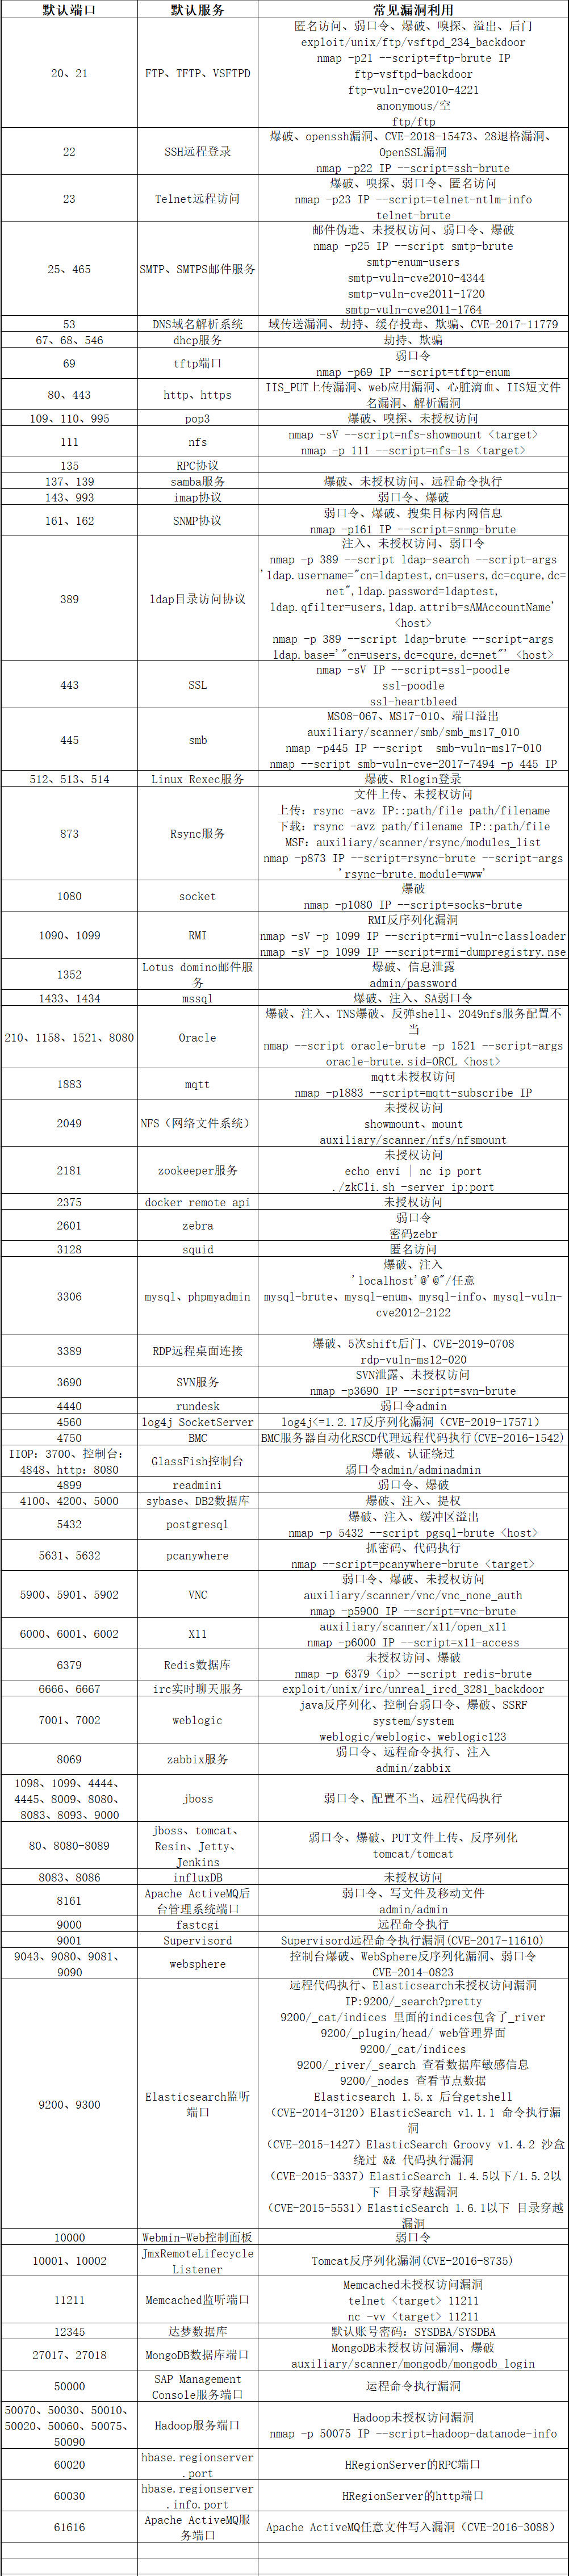 默认端口 默认服务 常见漏洞利用
20、21 FTP、TFTP、VSFTPD 匿名访问、弱口令、爆破、嗅探、溢出、后门
exploit/unix/ftp/vsftpd_234_backdoor
nmap -p21 --script=ftp-brute IP
ftp-vsftpd-backdoor
ftp-vuln-cve2010-4221
anonymous/空
ftp/ftp
22 SSH远程登录 爆破、openssh漏洞、CVE-2018-15473、28退格漏洞、
OpenSSL漏洞
nmap -p22 IP --script=ssh-brute
23 Telnet远程访问 爆破、嗅探、弱口令、匿名访问
nmap -p23 IP --script=telnet-ntlm-info
telnet-brute
25、465 SMTP、SMTPS邮件服务 邮件伪造、未授权访问、弱口令、爆破
nmap -p25 IP --script smtp-brute
smtp-enum-users
smtp-vuln-cve2010-4344
smtp-vuln-cve2011-1720
smtp-vuln-cve2011-1764
53 DNS域名解析系统 域传送漏洞、劫持、缓存投毒、欺骗、CVE-2017-11779
67、68、546 dhcp服务 劫持、欺骗
69 tftp端口 弱口令
nmap -p69 IP --script=tftp-enum
80、443 http、https IIS_PUT上传漏洞、web应用漏洞、心脏滴血、IIS短文件
名漏洞、解析漏洞
109、110、995 pop3 爆破、嗅探、未授权访问
111 nfs nmap -sV --script=nfs-showmount <target>
nmap -p 111 --script=nfs-ls <target>
135 RPC协议
137、139 samba服务 爆破、未授权访问、远程命令执行
143、993 imap协议 弱口令、爆破
161、162 SNMP协议 弱口令、爆破、搜集目标内网信息
nmap -p161 IP --script=snmp-brute
389 ldap目录访问协议 注入、未授权访问、弱口令
nmap -p 389 --script ldap-search --script-args
'ldap.username="cn=ldaptest,cn=users,dc=cqure,dc=
net",ldap.password=ldaptest,
ldap.qfilter=users,ldap.attrib=sAMAccountName'
<host>
nmap -p 389 --script ldap-brute --script-args
ldap.base='"cn=users,dc=cqure,dc=net"' <host>
443 SSL nmap -sV IP --script=ssl-poodle
ssl-poodle
ssl-heartbleed
445 smb MS08-067、MS17-010、端口溢出
auxiliary/scanner/smb/smb_ms17_010
nmap -p445 IP --script  smb-vuln-ms17-010
nmap --script smb-vuln-cve-2017-7494 -p 445 IP
512、513、514 Linux Rexec服务 爆破、Rlogin登录
873 Rsync服务 文件上传、未授权访问
上传：rsync -avz IP::path/file path/filename
下载：rsync -avz path/filename IP::path/file
MSF：auxiliary/scanner/rsync/modules_list
nmap -p873 IP --script=rsync-brute --script-args
'rsync-brute.module=www'
1080 socket 爆破
nmap -p1080 IP --script=socks-brute
1090、1099 RMI RMI反序列化漏洞
nmap -sV -p 1099 IP --script=rmi-vuln-classloader
nmap -sV -p 1099 IP --script=rmi-dumpregistry.nse
1352 Lotus domino邮件服
务 爆破、信息泄露
admin/password
1433、1434 mssql 爆破、注入、SA弱口令
210、1158、1521、8080 Oracle 爆破、注入、TNS爆破、反弹shell、2049nfs服务配置不
当
nmap --script oracle-brute -p 1521 --script-args
oracle-brute.sid=ORCL <host>
1883 mqtt mqtt未授权访问
nmap -p1883 --script=mqtt-subscribe IP
2049 NFS（网络文件系统） 未授权访问
showmount、mount
auxiliary/scanner/nfs/nfsmount
2181 zookeeper服务 未授权访问
echo envi | nc ip port
./zkCli.sh -server ip:port
2375 docker remote api 未授权访问
2601 zebra 弱口令
密码zebr
3128 squid 匿名访问
3306 mysql、phpmyadmin 爆破、注入
'localhost'@'@"/任意
mysql-brute、mysql-enum、mysql-info、mysql-vuln-
cve2012-2122
3389 RDP远程桌面连接 爆破、5次shift后门、CVE-2019-0708
rdp-vuln-ms12-020
3690 SVN服务 SVN泄露、未授权访问
nmap -p3690 IP --script=svn-brute
4440 rundesk 弱口令admin
4560 log4j SocketServer log4j<=1.2.17反序列化漏洞（CVE-2019-17571）
4750 BMC BMC服务器自动化RSCD代理远程代码执行(CVE-2016-1542)
IIOP：3700、控制台：
4848、http：8080 GlassFish控制台 爆破、认证绕过
弱口令admin/adminadmin
4899 readmini 弱口令、爆破
4100、4200、5000 sybase、DB2数据库 爆破、注入、提权
5432 postgresql 爆破、注入、缓冲区溢出
nmap -p 5432 --script pgsql-brute <host>
5631、5632 pcanywhere 抓密码、代码执行
nmap --script=pcanywhere-brute <target>
5900、5901、5902 VNC 弱口令、爆破、未授权访问
auxiliary/scanner/vnc/vnc_none_auth
nmap -p5900 IP --script=vnc-brute
6000、6001、6002 X11 auxiliary/scanner/x11/open_x11
nmap -p6000 IP --script=x11-access
6379 Redis数据库 未授权访问、爆破
nmap -p 6379 <ip> --script redis-brute
6666、6667 irc实时聊天服务 exploit/unix/irc/unreal_ircd_3281_backdoor
7001、7002 weblogic java反序列化、控制台弱口令、爆破、SSRF
system/system
weblogic/weblogic、weblogic123
8069 zabbix服务 弱口令、远程命令执行、注入
admin/zabbix
1098、1099、4444、
4445、8009、8080、
8083、8093、9000 jboss 弱口令、配置不当、远程代码执行
80、8080-8089 jboss、tomcat、
Resin、Jetty、
Jenkins 弱口令、爆破、PUT文件上传、反序列化
tomcat/tomcat
8083、8086 influxDB 未授权访问
8161 Apache ActiveMQ后
台管理系统端口 弱口令、写文件及移动文件
admin/admin
9000 fastcgi 远程命令执行
9001 Supervisord Supervisord远程命令执行漏洞(CVE-2017-11610)
9043、9080、9081、
9090 websphere 控制台爆破、WebSphere反序列化漏洞、弱口令
CVE-2014-0823
9200、9300 Elasticsearch监听
端口 远程代码执行、Elasticsearch未授权访问漏洞
IP:9200/_search?pretty
9200/_cat/indices 里面的indices包含了_river
9200/_plugin/head/ web管理界面
9200/_cat/indices
9200/_river/_search 查看数据库敏感信息
9200/_nodes 查看节点数据
Elasticsearch 1.5.x 后台getshell
（CVE-2014-3120）ElasticSearch v1.1.1 命令执行漏
洞
（CVE-2015-1427）ElasticSearch Groovy v1.4.2 沙盒
绕过 && 代码执行漏洞
（CVE-2015-3337）ElasticSearch 1.4.5以下/1.5.2以
下 目录穿越漏洞
（CVE-2015-5531）ElasticSearch 1.6.1以下 目录穿越
漏洞
10000 Webmin-Web控制面板 弱口令
10001、10002 JmxRemoteLifecycle
Listener Tomcat反序列化漏洞(CVE-2016-8735)
11211 Memcached监听端口 Memcached未授权访问漏洞
telnet <target> 11211
nc -vv <target> 11211
12345 达梦数据库 默认账号密码：SYSDBA/SYSDBA
27017、27018 MongoDB数据库端口 MongoDB未授权访问漏洞、爆破
auxiliary/scanner/mongodb/mongodb_login
50000 SAP Management
Console服务端口 运程命令执行漏洞
50070、50030、50010、
50020、50060、50075、
50090 Hadoop服务端口 Hadoop未授权访问漏洞
nmap -p 50075 IP --script=hadoop-datanode-info
60020 hbase.regionserver
.port HRegionServer的RPC端口
60030 hbase.regionserver
.info.port HRegionServer的http端口
61616 Apache ActiveMQ服
务端口 Apache ActiveMQ任意文件写入漏洞（CVE-2016-3088）